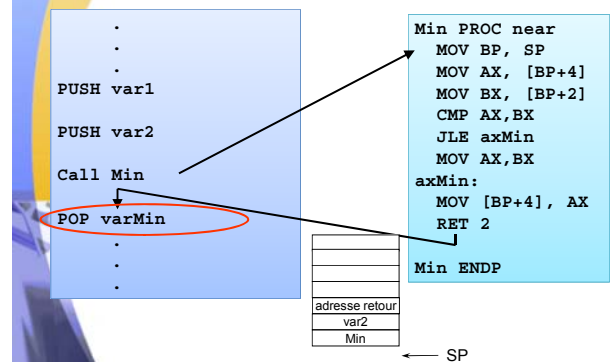 .
.
.
PUSH var1
PUSH var2
Call Min
POP varMin
.
.
.
Min PROC near
MOV BP, SP
MOV AX, [BP+4]
MOV BX, [BP+2]
CMP AX,BX
JLE axMin
MOV AX,BX
axMin:
MOV [BP+4], AX
RET 2
Min ENDP
adresse retour
var2
Min
SP